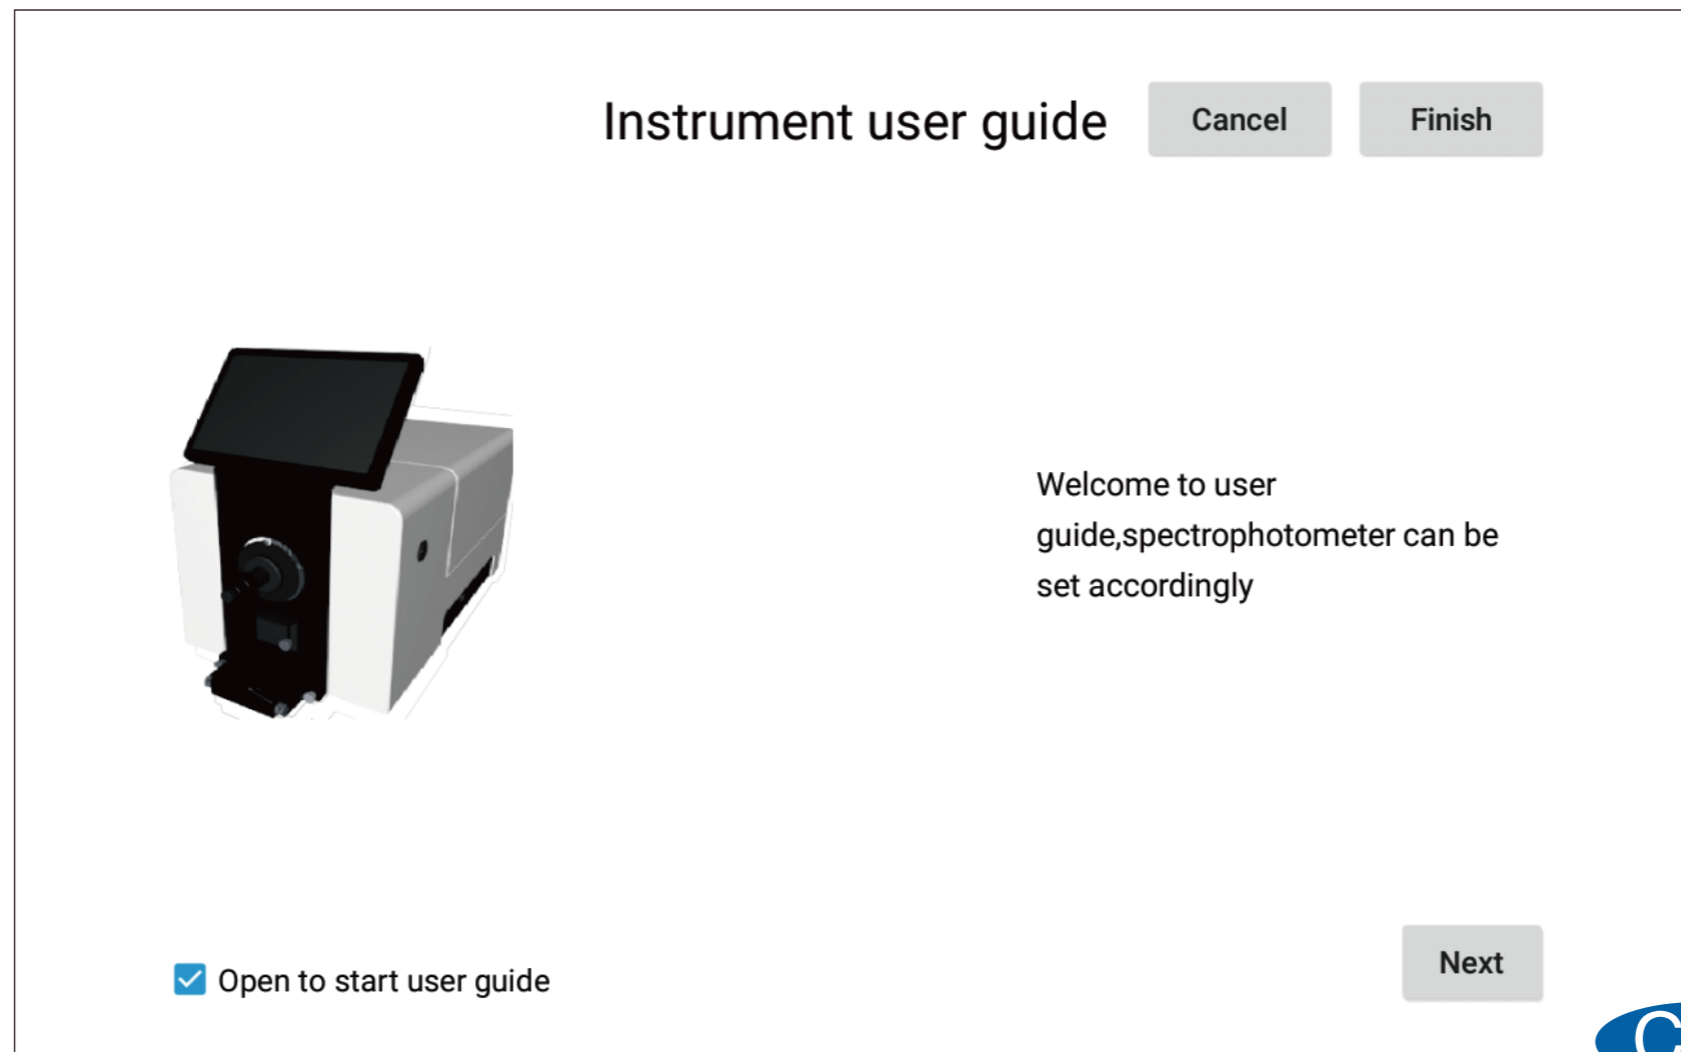 Instrument user guide
Cancel
Finish
Welcome to user
guide,spectrophotometer can be
set accordingly
Open to start user guide
Next